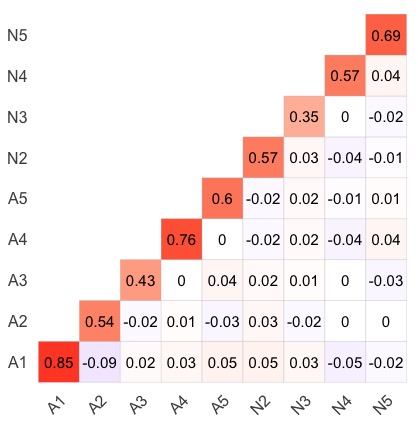 N5 0.69
N4 0.57 0.04
N3 0.35 0 -0.02
N2 0.57 0.03 -0.04 -0.01
A5 0.6 -0.02 0.02 -0.01 0.01
A4 0.76 0 -0.02 0.02 -0.04 0.04
A3 0.43 0 0.04 0.02 0.01 0 -0.03
A2 0.54 -0.02 0.01 -0.03 0.03 -0.02 0 0
A1 0.85 -0.09 0.02 0.03 0.05 0.05 0.03 -0.05 -0.02
A1 A2 A3 A4 A5 N2 N3 N4 N5